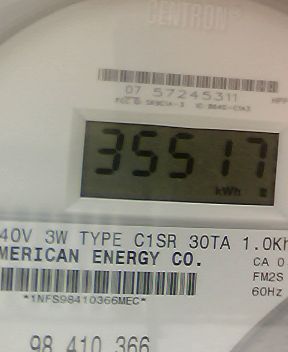 CENTRON®
07 57245311
35517
kWh
40V 3W TYPE C1SR 30TA 1.0Kh
MERICAN ENERGY CO.
CA 0
FM2S
60Hz
*1NFS98410366MEC*
98 410 366